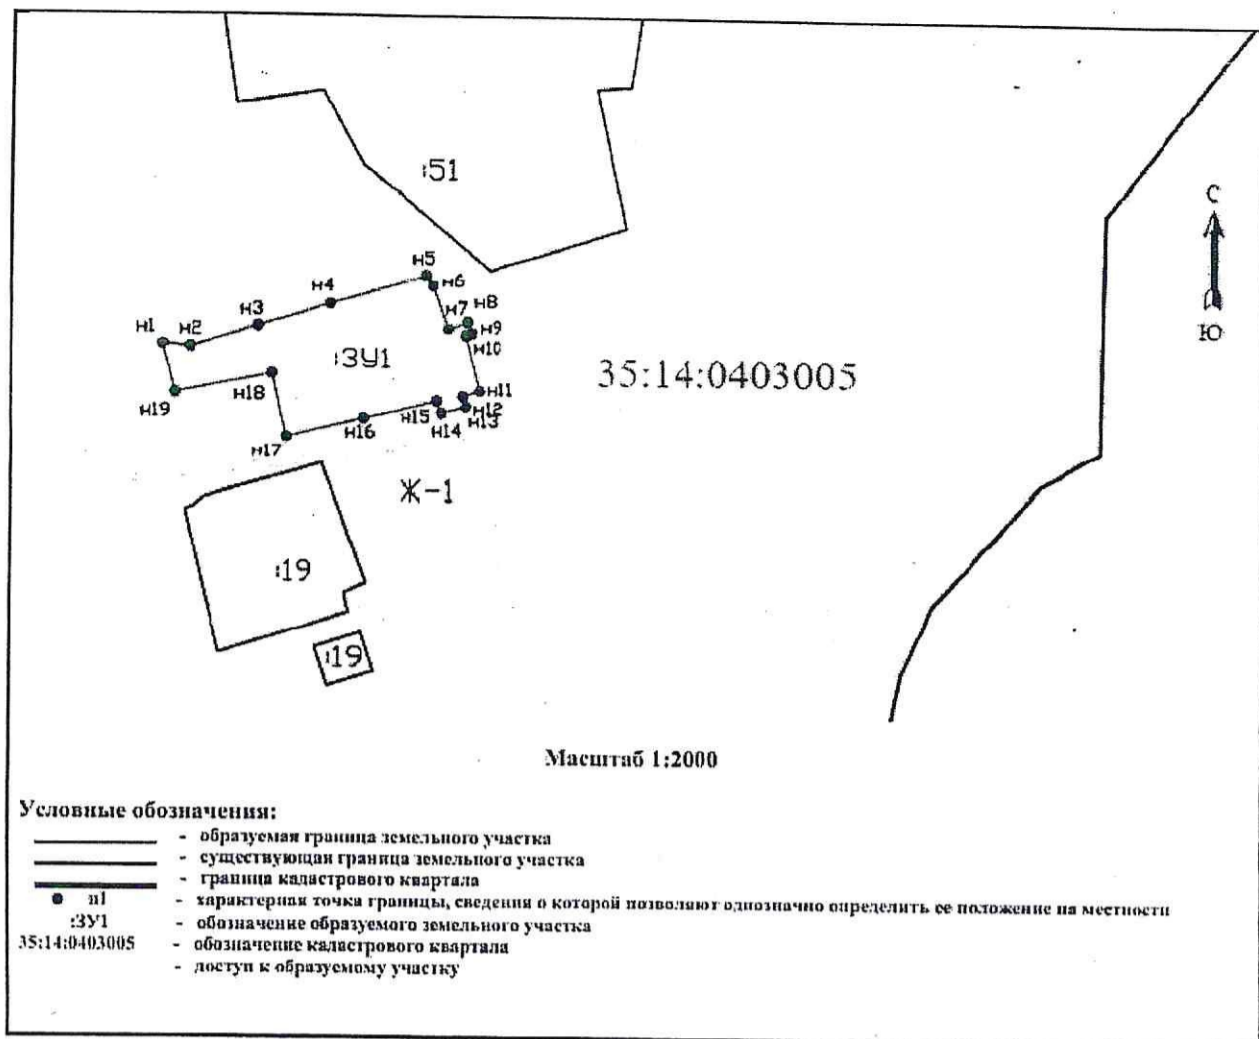 :51
С
Ю
н5
н6
н4
н8
н3
н7
н1
н2
н9
н10
:ЗУ1
35:14:0403005
н18
н11
н19
н15
н12
н13
н14
н16
н17
Ж-1
:19
:19
Масштаб 1:2000
Условные обозначения:
- образуемая граница земельного участка
- существующая граница земельного участка
- граница кадастрового квартала
н1 - характерная точка границы, сведения о которой позволяют однозначно определить ее положение на местности
:ЗУ1 - обозначение образуемого земельного участка
35:14:0403005 - обозначение кадастрового квартала
- доступ к образуемому участку